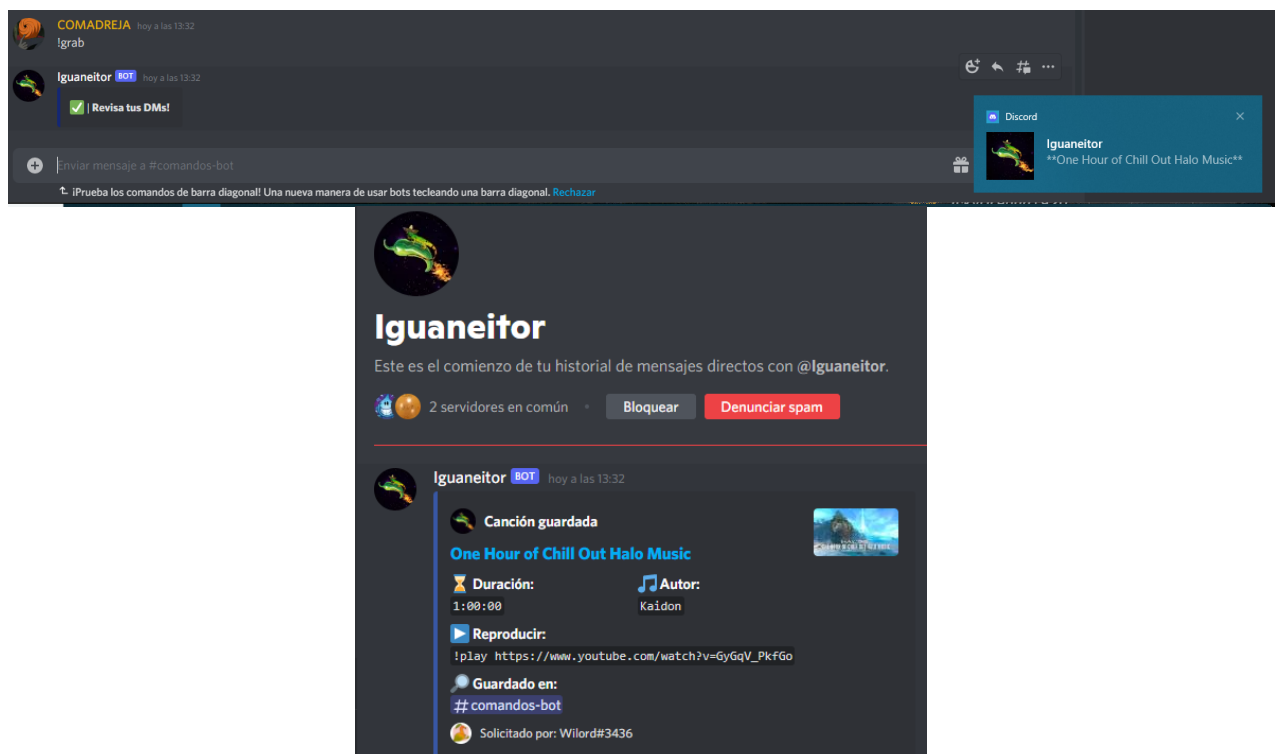 COMADREJA hoy a las 13:32
!grab
Iguaneitor BOT hoy a las 13:32
| Revisa tus DMs!
Discord
Iguaneitor
**One Hour of Chill Out Halo Music**
Enviar mensaje a #comandos-bot
¡Prueba los comandos de barra diagonal! Una nueva manera de usar bots tecleando una barra diagonal. Rechazar
Iguaneitor
Este es el comienzo de tu historial de mensajes directos con @Iguaneitor.
2 servidores en común • Bloquear Denunciar spam
Iguaneitor BOT hoy a las 13:32
Canción guardada
One Hour of Chill Out Halo Music
Duración: Autor:
1:00:00 Kaidon
Reproducir:
!play https://www.youtube.com/watch?v=GyGqV_PkfGo
Guardado en:
#comandos-bot
Solicitado por: Wilord#3436